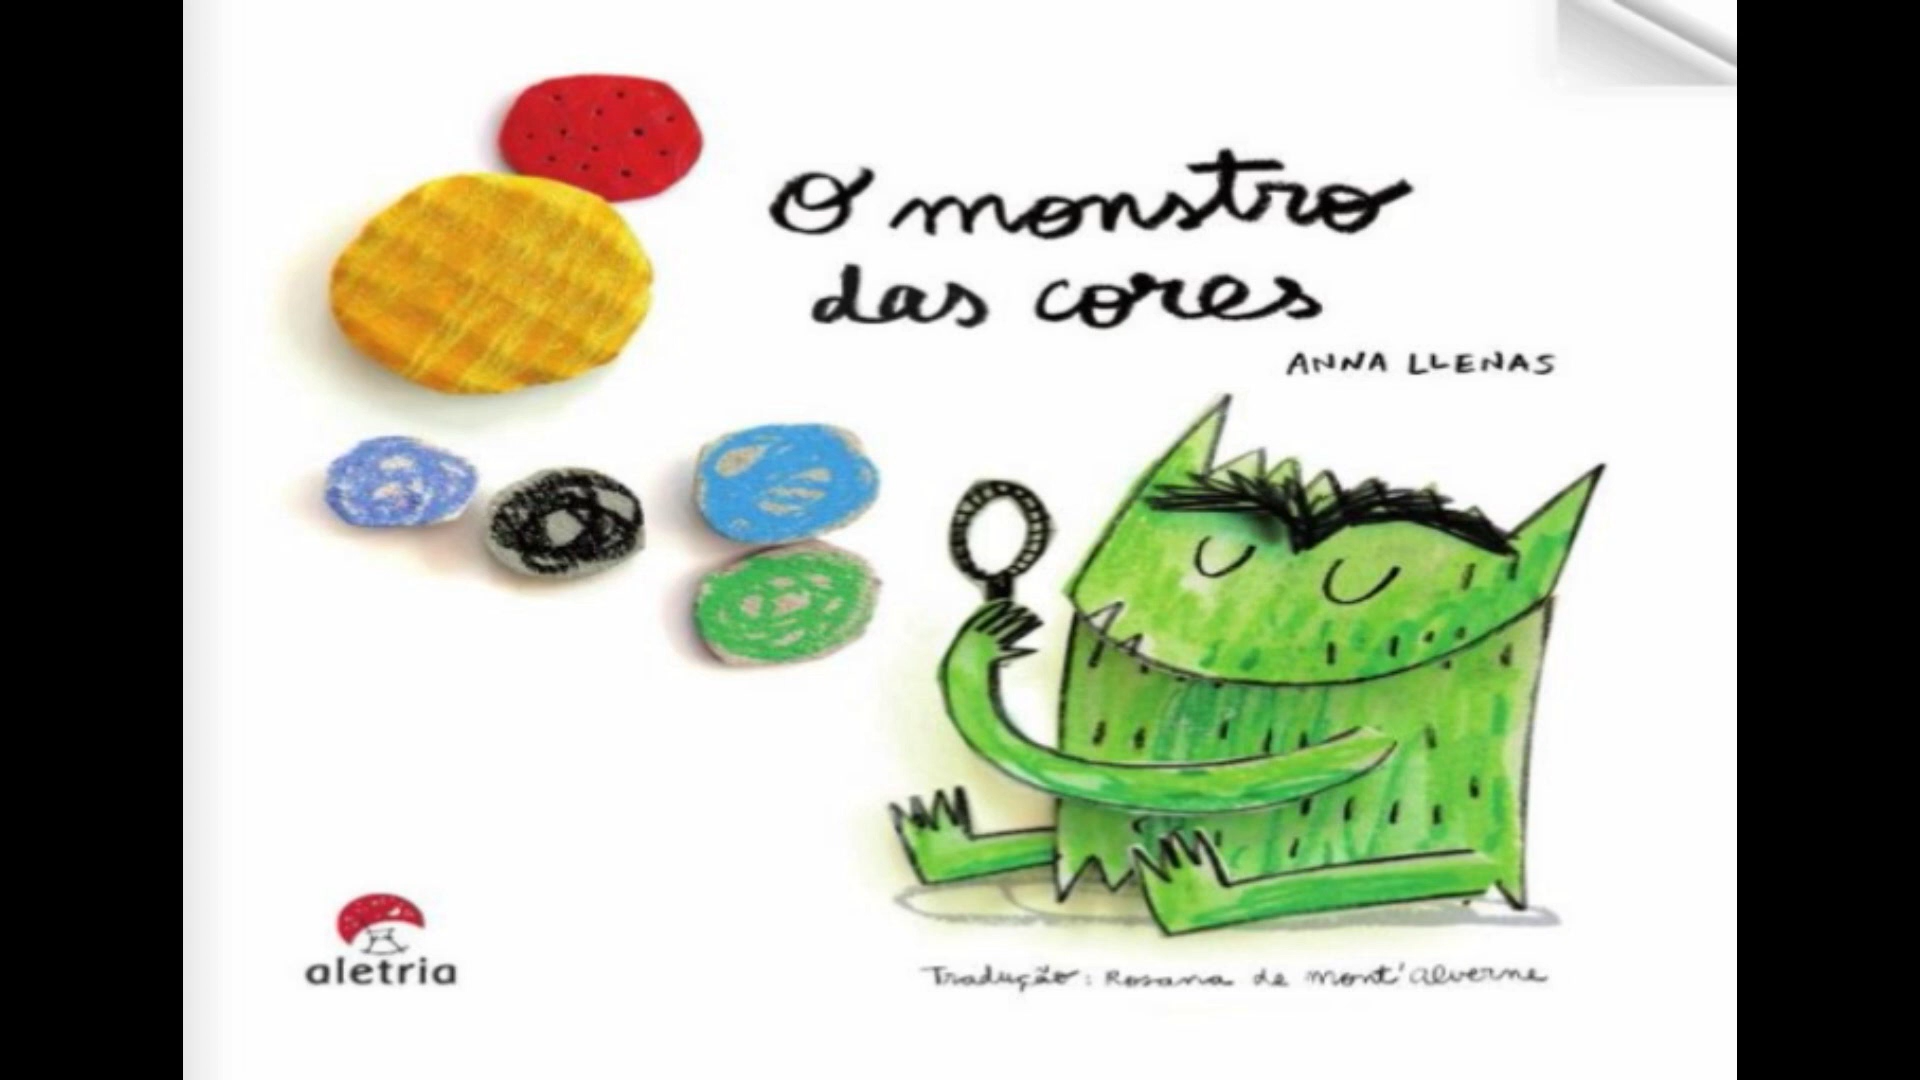 O monstro
das cores
ANNA LLENAS
aletria
Tradução: Rosana de Mont'Alverne